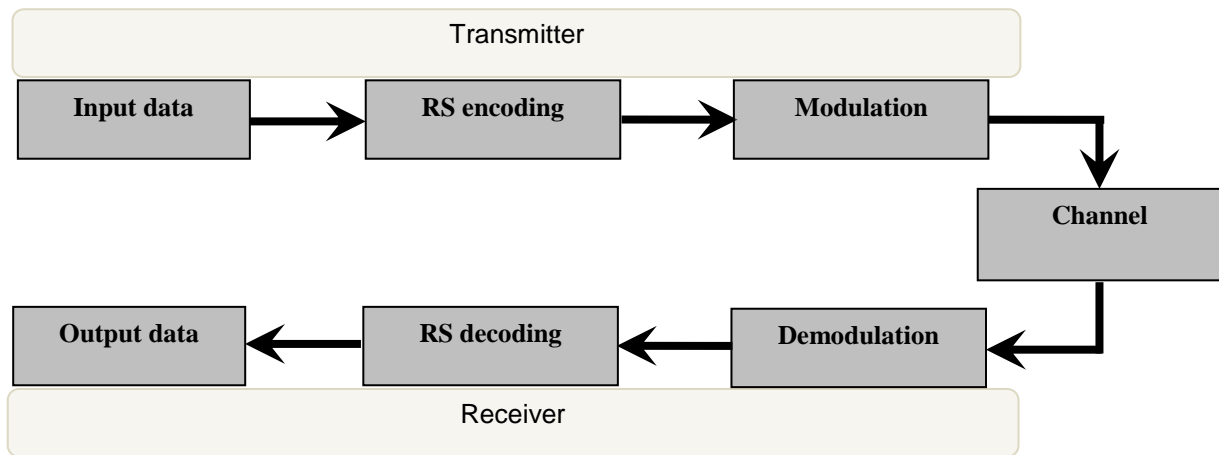 Transmitter
Input data
RS encoding
Modulation
Channel
Output data
RS decoding
Demodulation
Receiver